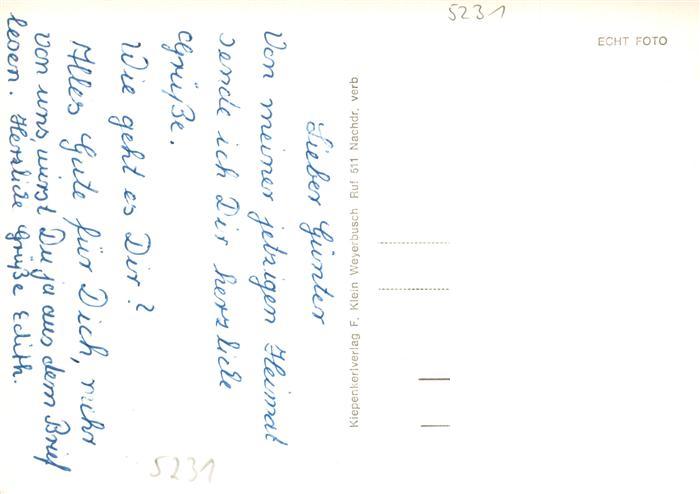 5231
ECHT FOTO
Lieber Günter
Von meiner jetzigen Heimat
sende ich Dir herzliche
Grüße.
Wie geht es Dir?
Alles Gute für Dich, mehr
von uns, wirst Du ja aus dem Brief
lesen. Herzliche Grüße Edith.
Kiepenkerlverlag F. Klein Weyerbusch Ruf 511 Nachdr. verb
5231